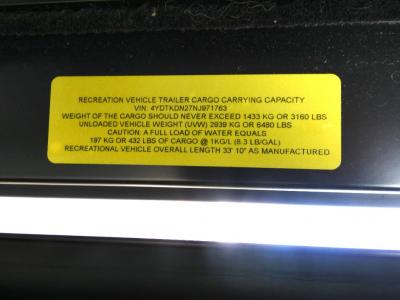 RECREATION VEHICLE TRAILER CARGO CARRYING CAPACITY
VIN: 4YDTKDN27NJ971763
WEIGHT OF THE CARGO SHOULD NEVER EXCEED 1433 KG OR 3160 LBS
UNLOADED VEHICLE WEIGHT (UVW) 2939 KG OR 6480 LBS
CAUTION: A FULL LOAD OF WATER EQUALS
197 KG OR 432 LBS OF CARGO @ 1KG/L (8.3 LB/GAL)
RECREATIONAL VEHICLE OVERALL LENGTH 33' 10" AS MANUFACTURED